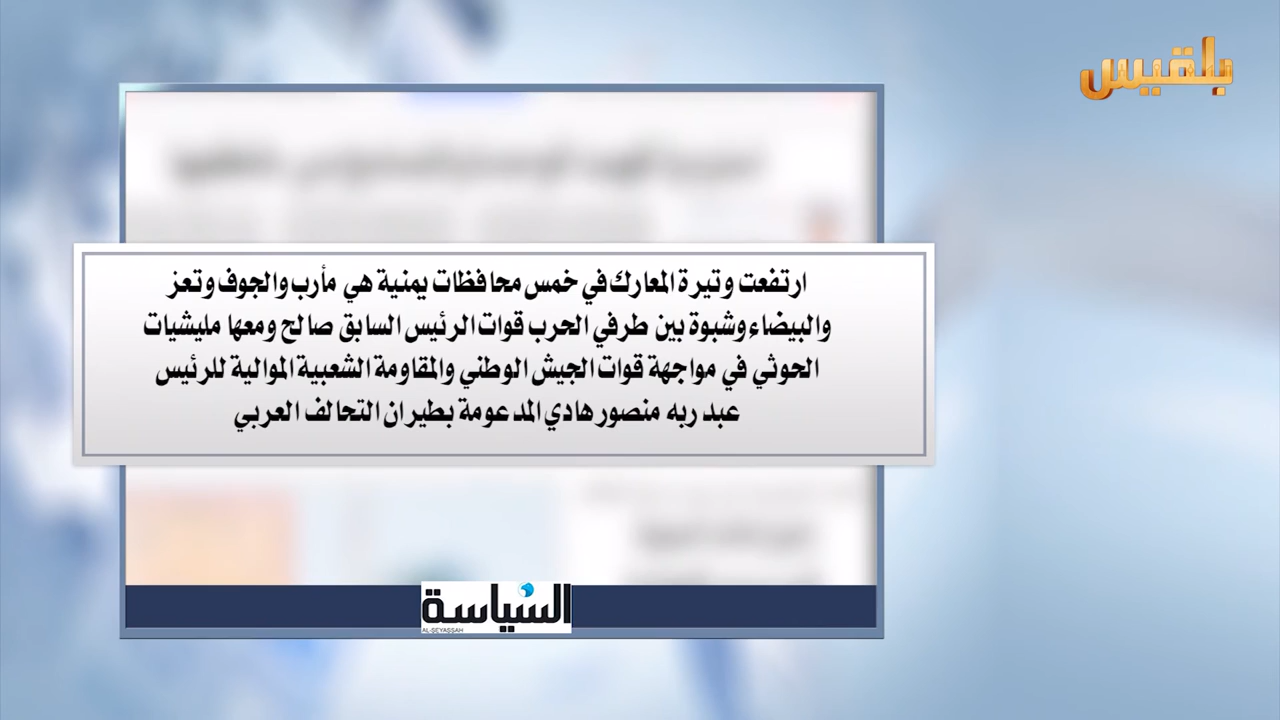 بلقيس
ارتفعت وتيرة المعارك في خمس محافظات يمنية هي مأرب والجوف وتعز
والبيضاء وشبوة بين طرفي الحرب قوات الرئيس السابق صالح ومعها مليشيات
الحوثي في مواجهة قوات الجيش الوطني والمقاومة الشعبية الموالية للرئيس
عبد ربه منصور هادي المدعومة بطيران التحالف العربي
السياسة
AL-SEYASSAH